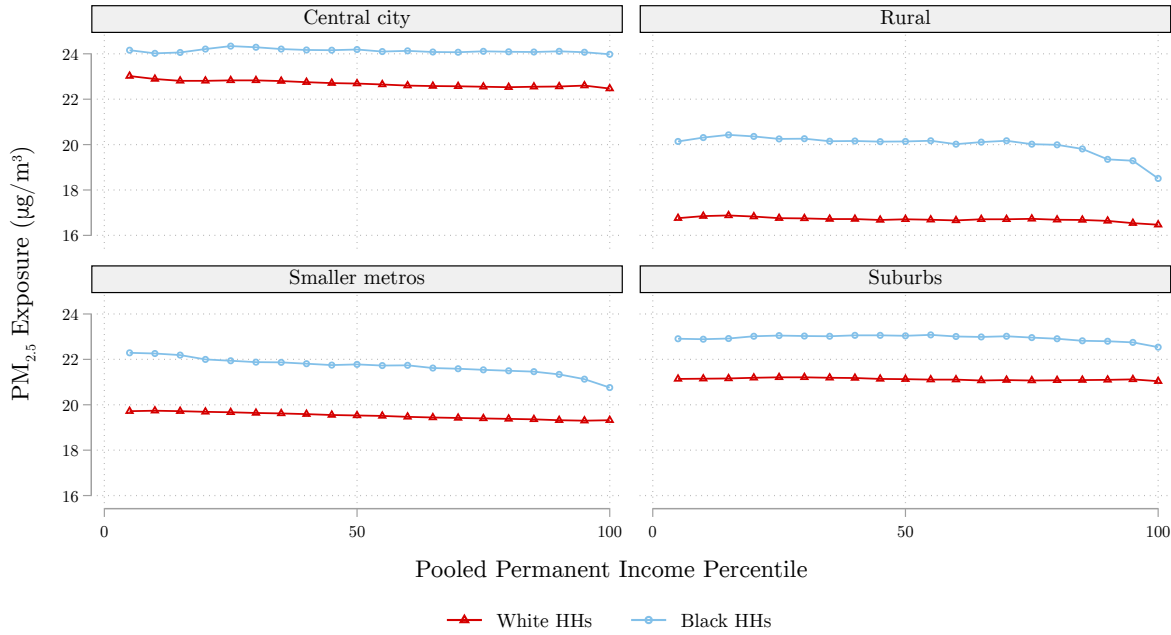 Central city
Rural
24
22
20
18
16
Smaller metros
Suburbs
24
22
20
18
16
0
50
100
0
50
100
PM2.5 Exposure (µg/m³)
Pooled Permanent Income Percentile
White HHs
Black HHs